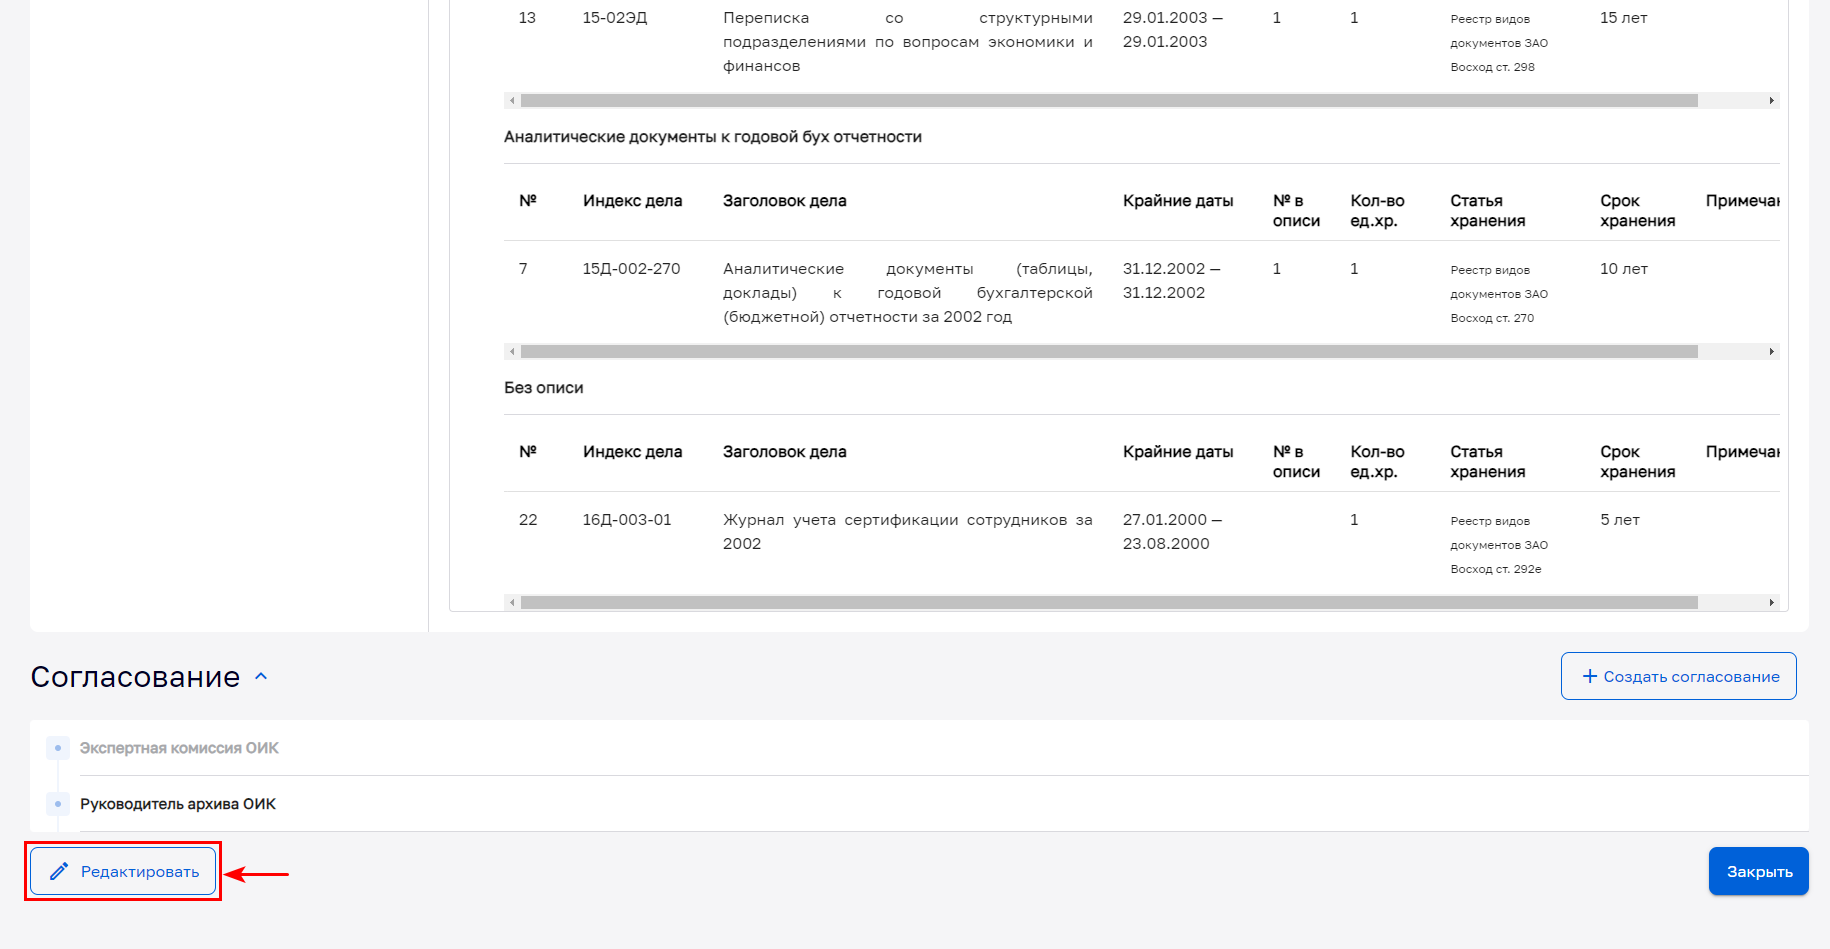 13 15-02ЭД Переписка со структурными 29.01.2003 — 1 1 Реестр видов 15 лет
подразделениями по вопросам экономики и 29.01.2003 документов ЗАО
финансов Восход ст. 298
Аналитические документы к годовой бух отчетности
№ Индекс дела Заголовок дела Крайние даты № в Кол-во Статья Срок
описи ед.хр. хранения хранения
7 15Д-002-270 Аналитические документы (таблицы, 31.12.2002 — 1 1 Реестр видов 10 лет
доклады) к годовой бухгалтерской 31.12.2002 документов ЗАО
(бюджетной) отчетности за 2002 год Восход ст. 270
Без описи
№ Индекс дела Заголовок дела Крайние даты № в Кол-во Статья Срок
описи ед.хр. хранения хранения
22 16Д-003-01 Журнал учета сертификации сотрудников за 27.01.2000 — 1 Реестр видов 5 лет
2002 23.08.2000 документов ЗАО
Восход ст. 292е
Согласование
Создать согласование
Экспертная комиссия ОИК
Руководитель архива ОИК
Редактировать
Закрыть